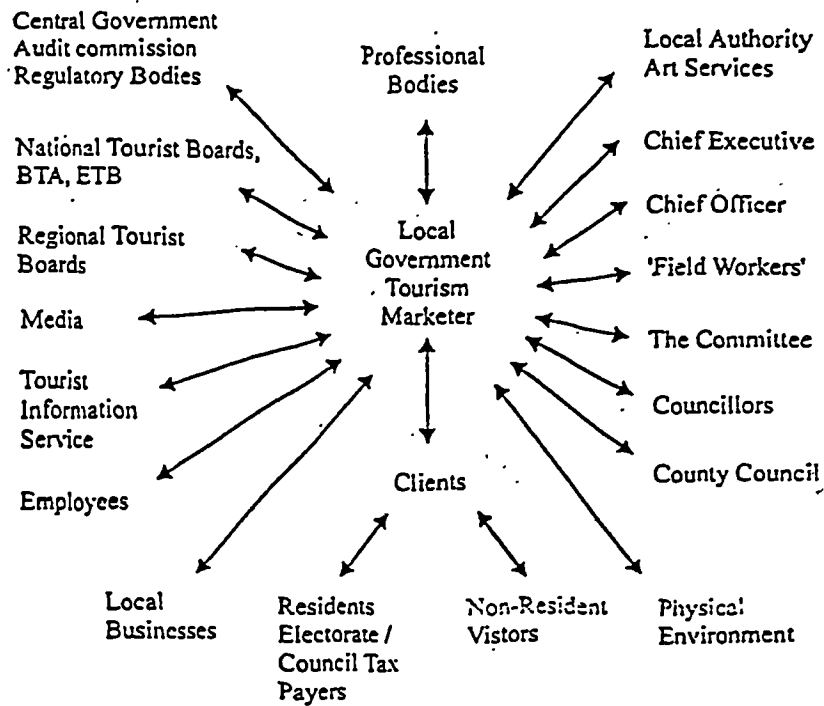 Central Government
Audit commission
Regulatory Bodies
Professional
Bodies
Local Authority
Art Services
National Tourist Boards,
BTA, ETB
Chief Executive
Chief Officer
Regional Tourist
Boards
Local
Government
Tourism
Marketer
'Field Workers'
Media
The Committee
Tourist
Information
Service
Councillors
Employees
Clients
County Council
Local
Businesses
Residents
Electorate /
Council Tax
Payers
Non-Resident
Vistors
Physical
Environment